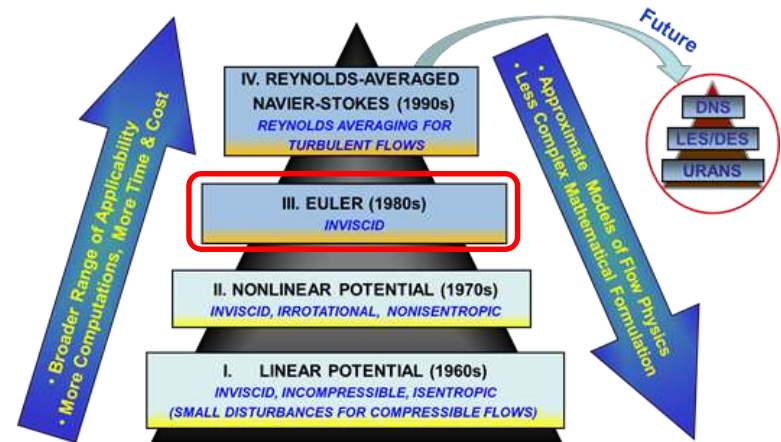 Future
IV. REYNOLDS-AVERAGED
NAVIER-STOKES (1990s)
REYNOLDS AVERAGING FOR
TURBULENT FLOWS
DNS
LES/DES
URANS
III. EULER (1980s)
INVISCID
II. NONLINEAR POTENTIAL (1970s)
INVISCID, IRROTATIONAL, NONISENTROPIC
I. LINEAR POTENTIAL (1960s)
INVISCID, INCOMPRESSIBLE, ISENTROPIC
(SMALL DISTURBANCES FOR COMPRESSIBLE FLOWS)
• Broader Range of Applicability
• More Computations, More Time & Cost
• Approximate Models of Flow Physics
• Less Complex Mathematical Formulation